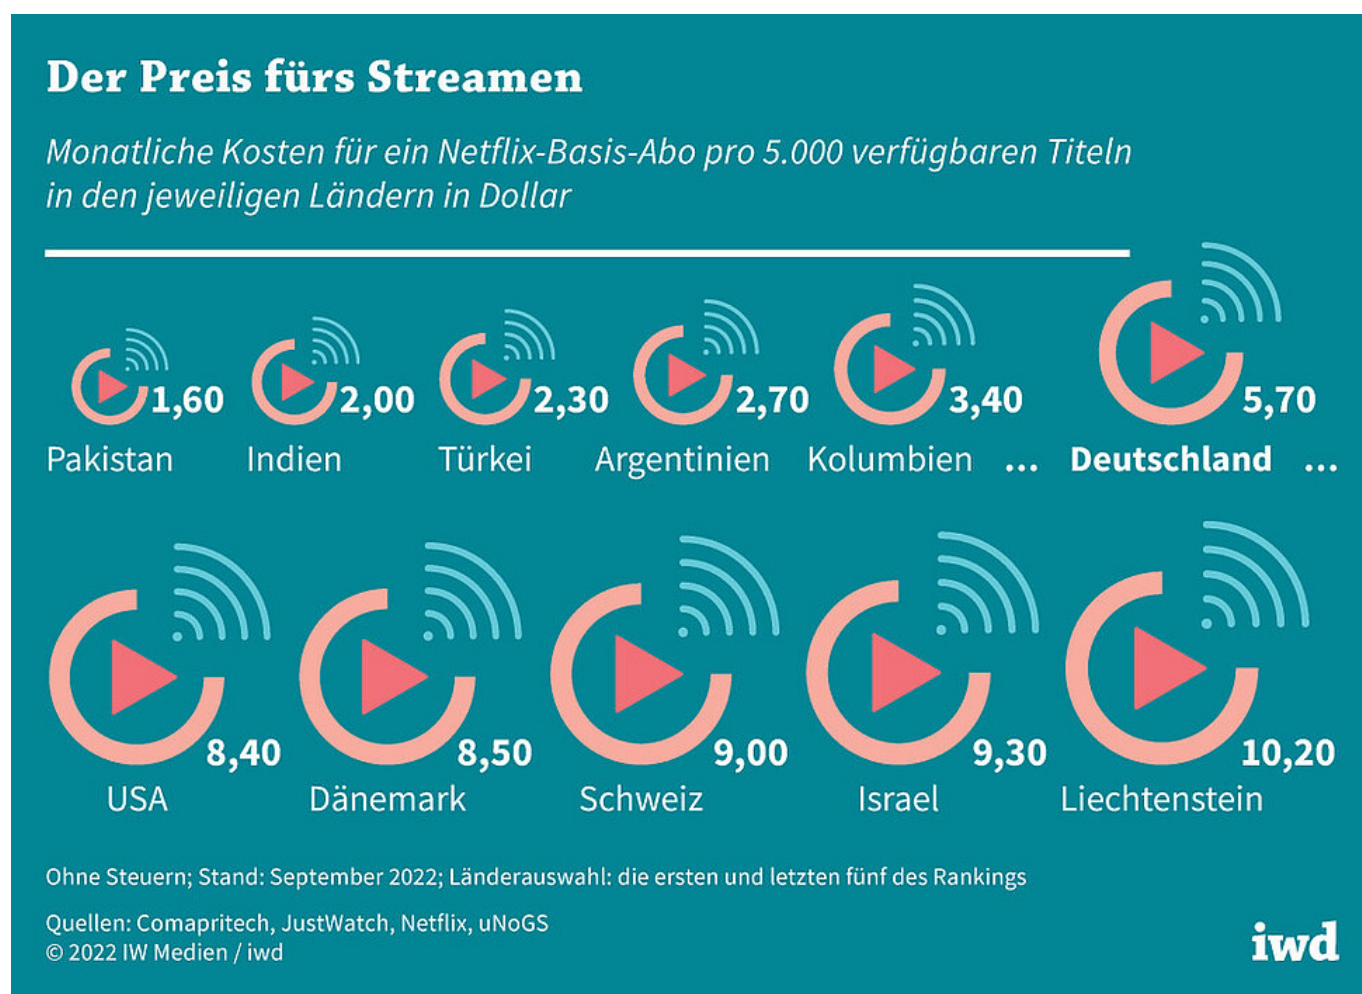 Der Preis fürs Streamen
Monatliche Kosten für ein Netflix-Basis-Abo pro 5.000 verfügbaren Titeln
in den jeweiligen Ländern in Dollar
1,60 2,00 2,30 2,70 3,40 5,70
Pakistan Indien Türkei Argentinien Kolumbien ... Deutschland ...
8,40 8,50 9,00 9,30 10,20
USA Dänemark Schweiz Israel Liechtenstein
Ohne Steuern; Stand: September 2022; Länderauswahl: die ersten und letzten fünf des Rankings
Quellen: Comapritech, JustWatch, Netflix, uNoGS
© 2022 IW Medien / iwd
iwd